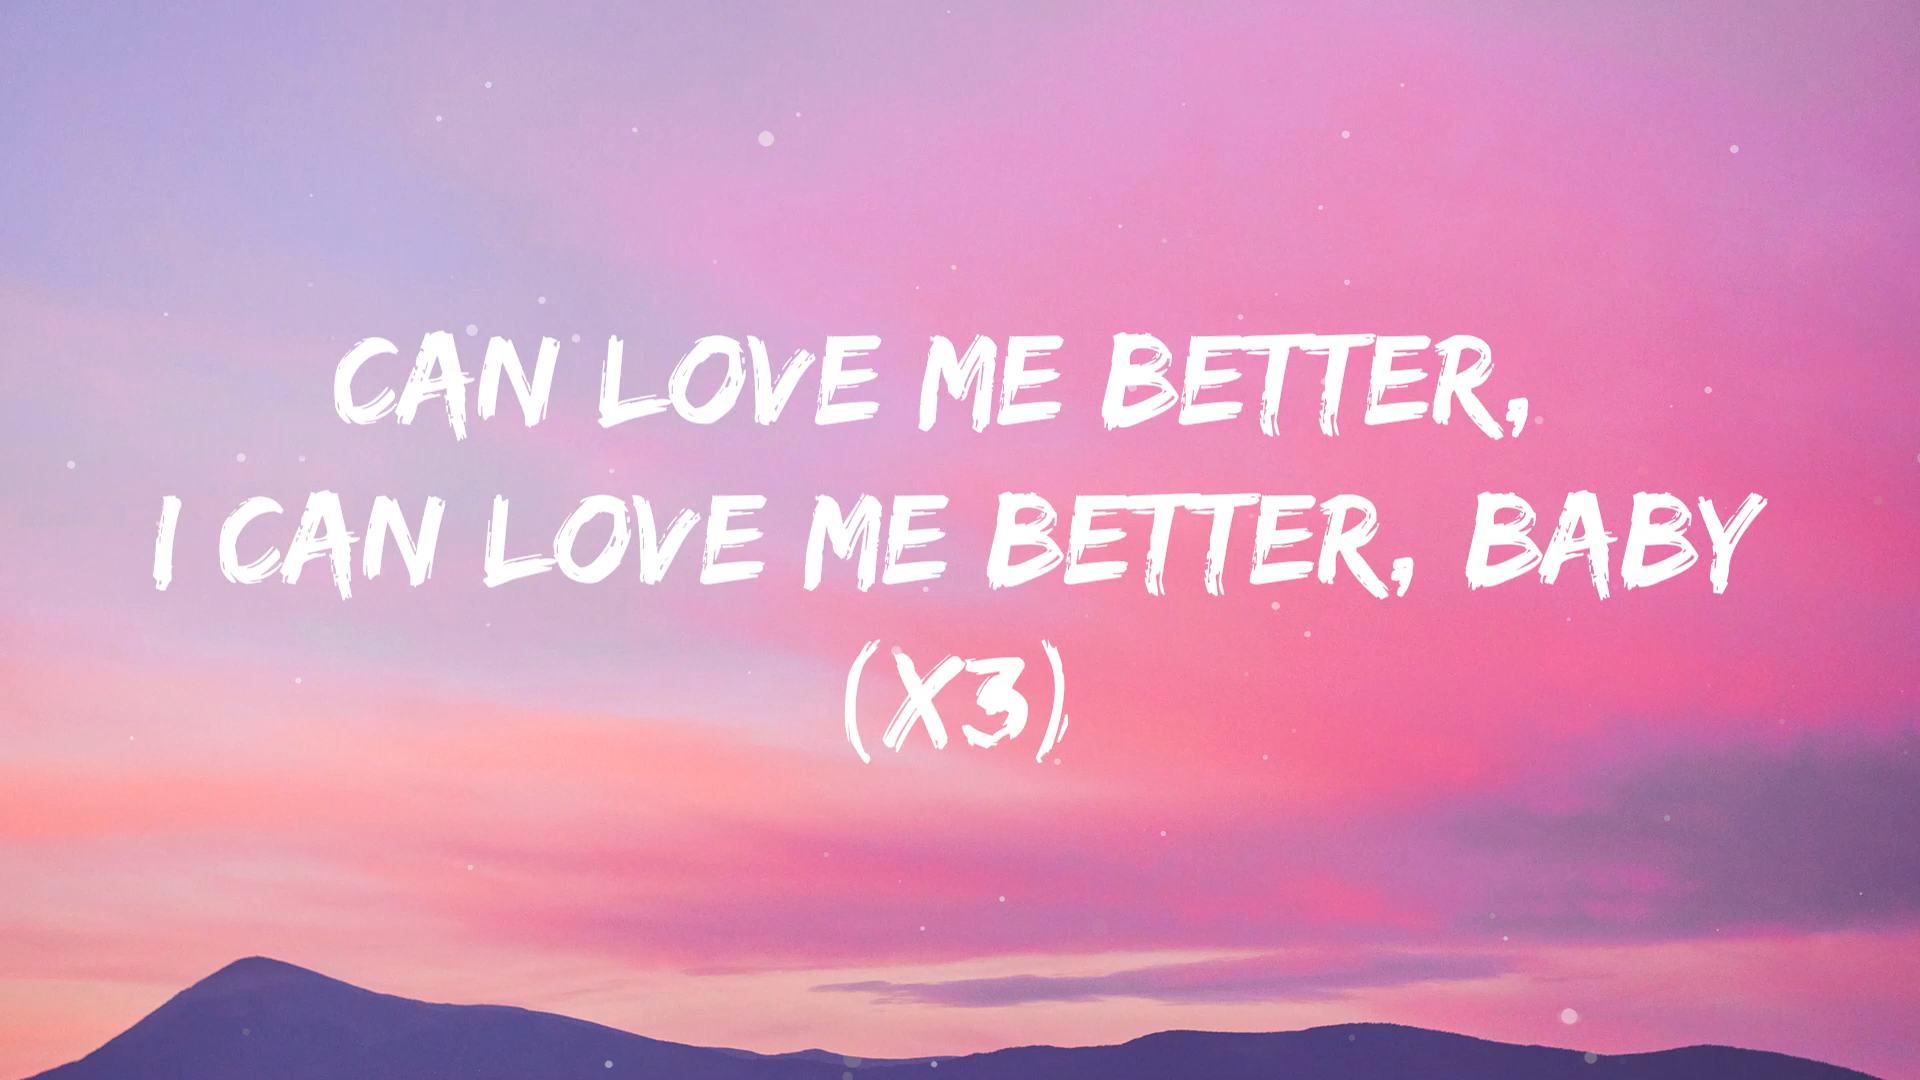 CAN LOVE ME BETTER,
I CAN LOVE ME BETTER, BABY
(X3)